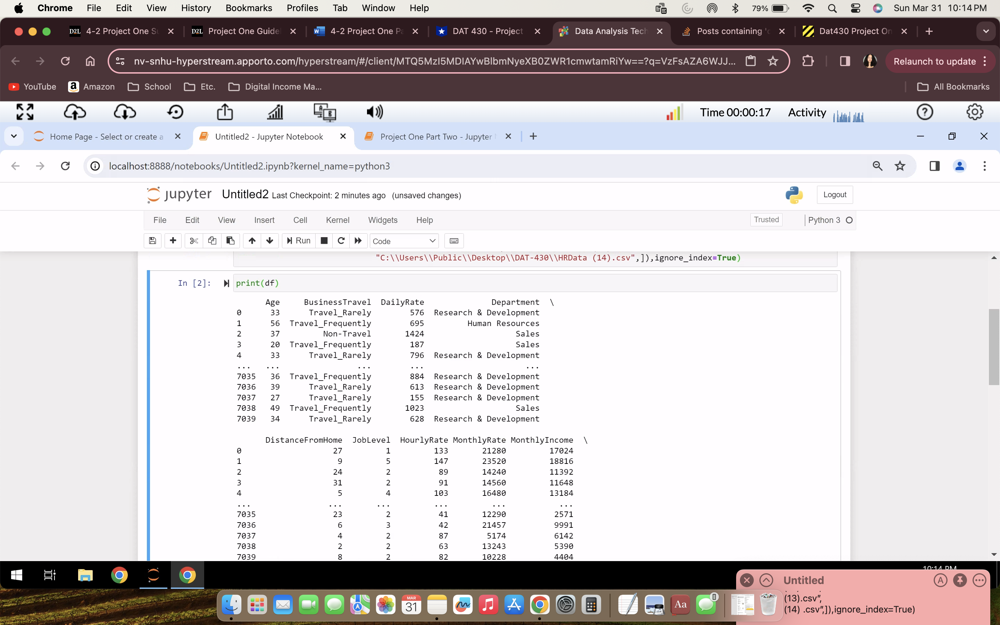 Chrome File Edit View History Bookmarks Profiles Tab Window Help 79% Sun Mar 31 10:14 PM
D2L 4-2 Project One Su D2L Project One Guide 4-2 Project One Pa DAT 430 - Project Data Analysis Tech Posts containing 'c Dat430 Project On
nv-snhu-hyperstream.apporto.com/hyperstream/#/client/MTQ5MzI5MDIAYwBlbmNyeXB0ZWR1cmwtamRiYw==?q=VzFsAZA6WJJ... Relaunch to update
YouTube Amazon School Etc. Digital Income Ma... All Bookmarks
Time 00:00:17 Activity
Home Page - Select or create a Untitled2 - Jupyter Notebook Project One Part Two - Jupyter
localhost:8888/notebooks/Untitled2.ipynb?kernel_name=python3
jupyter Untitled2 Last Checkpoint: 2 minutes ago (unsaved changes) Logout
File Edit View Insert Cell Kernel Widgets Help Trusted Python 3
Run Code
"C:\\Users\\Public\\Desktop\\DAT-430\\HRData (14).csv",]),ignore_index=True)
In [2]: print(df)
Age BusinessTravel DailyRate Department \
0 33 Travel_Rarely 576 Research & Development
1 56 Travel_Frequently 695 Human Resources
2 37 Non-Travel 1424 Sales
3 20 Travel_Frequently 187 Sales
4 33 Travel_Rarely 796 Research & Development
... ... ... ... ...
7035 36 Travel_Frequently 884 Research & Development
7036 39 Travel_Rarely 613 Research & Development
7037 27 Travel_Rarely 155 Research & Development
7038 49 Travel_Frequently 1023 Sales
7039 34 Travel_Rarely 628 Research & Development
DistanceFromHome JobLevel HourlyRate MonthlyRate MonthlyIncome \
0 27 1 133 21280 17024
1 9 5 147 23520 18816
2 24 2 89 14240 11392
3 31 2 91 14560 11648
4 5 4 103 16480 13184
... ... ... ... ... ...
7035 23 2 41 12290 2571
7036 6 3 42 21457 9991
7037 4 2 87 5174 6142
7038 2 2 63 13243 5390
7039 8 2 82 10228 4404
10:14 PM
Untitled
(13).csv",
(14) .csv",]),ignore_index=True)
MAR
31
Aa